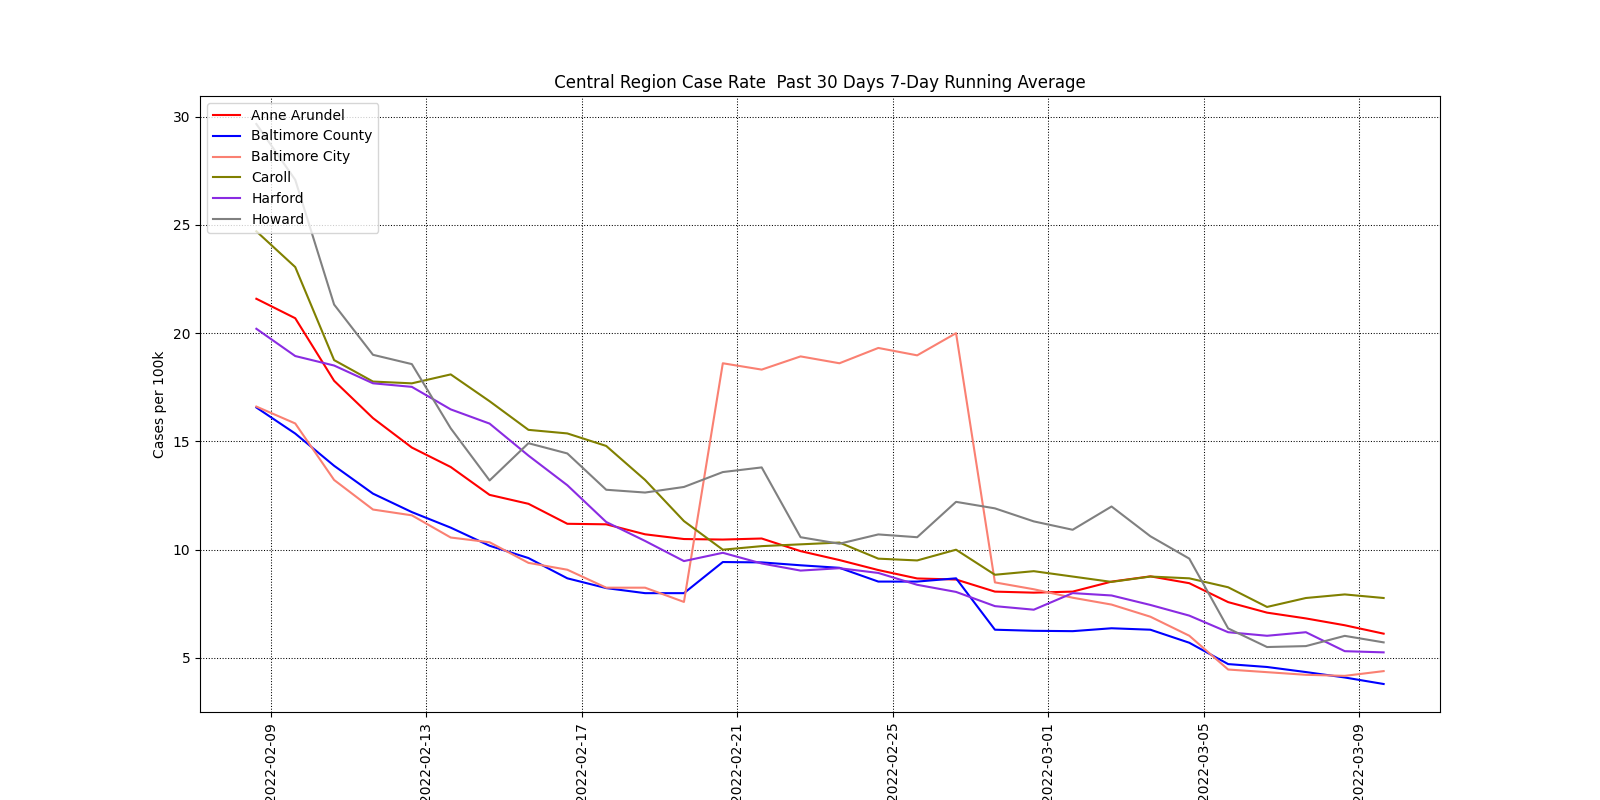 Central Region Case Rate  Past 30 Days 7-Day Running Average
30
25
20
15
10
5
Cases per 100k
Anne Arundel
Baltimore County
Baltimore City
Caroll
Harford
Howard
2022-02-09
2022-02-13
2022-02-17
2022-02-21
2022-02-25
2022-03-01
2022-03-05
2022-03-09